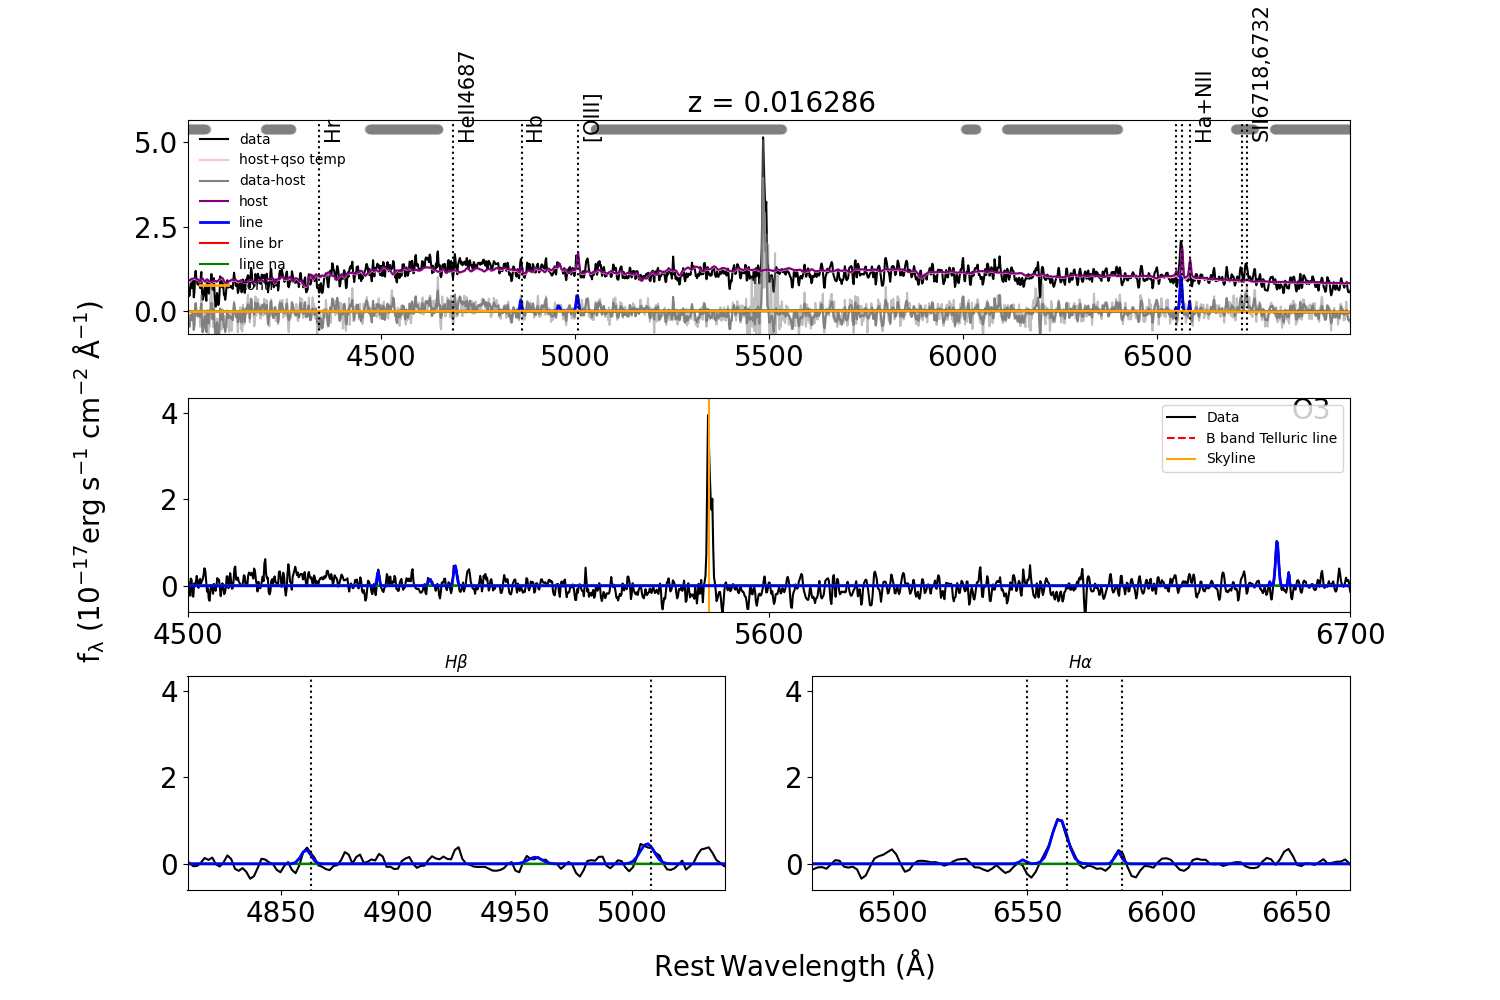 z = 0.016286
Hr
HeII4687
Hb
[OIII]
Ha+NII
SII6718,6732
data
host+qso temp
data-host
host
line
line br
line na
5.0
2.5
0.0
4500 5000 5500 6000 6500
fλ (10⁻¹⁷erg s⁻¹ cm⁻² Å⁻¹)
O3
Data
B band Telluric line
Skyline
4
2
0
4500 5600 6700
Hβ
4
2
0
4850 4900 4950 5000
Hα
4
2
0
6500 6550 6600 6650
Rest Wavelength (Å)